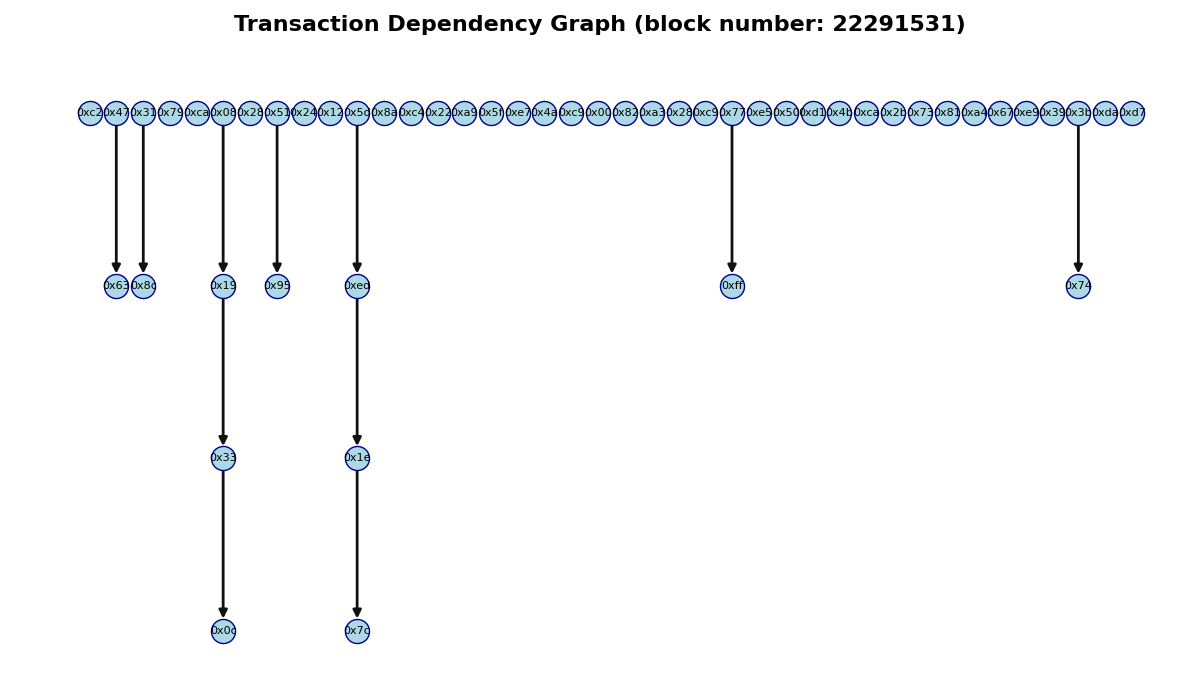 Transaction Dependency Graph (block number: 22291531)
0xc2 0x47 0x31 0x79 0xca 0x08 0x28 0x51 0x24 0x12 0x5d 0x8a 0xc4 0x22 0xa9 0x5f 0xe7 0x4a 0xc9 0x00 0x82 0xa3 0x28 0xc9 0x77 0xe5 0x50 0xd1 0x4b 0xca 0x2b 0x73 0x81 0xa4 0x67 0xe9 0x39 0x3b 0xda 0xd7
0x63 0x8c 0x19 0x95 0xed 0xff 0x74
0x33 0x1e
0x0c 0x7c